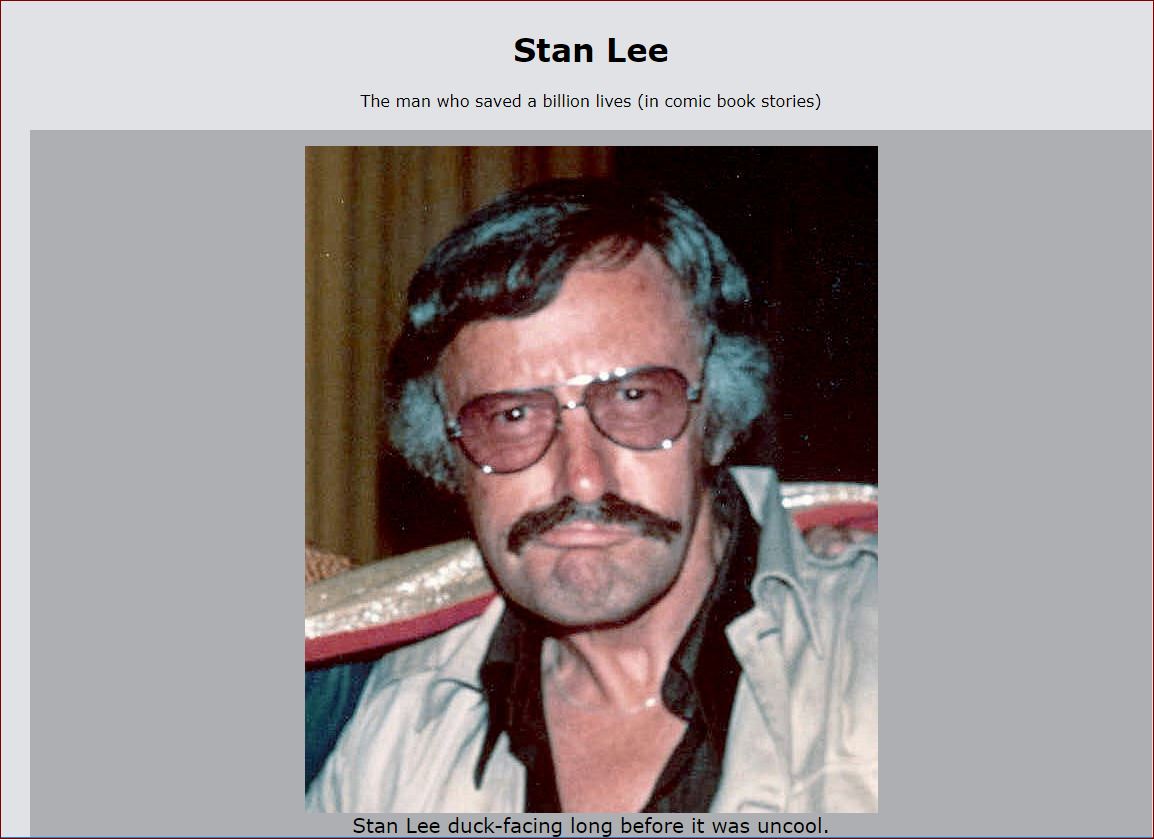 Stan Lee
The man who saved a billion lives (in comic book stories)
Stan Lee duck-facing long before it was uncool.